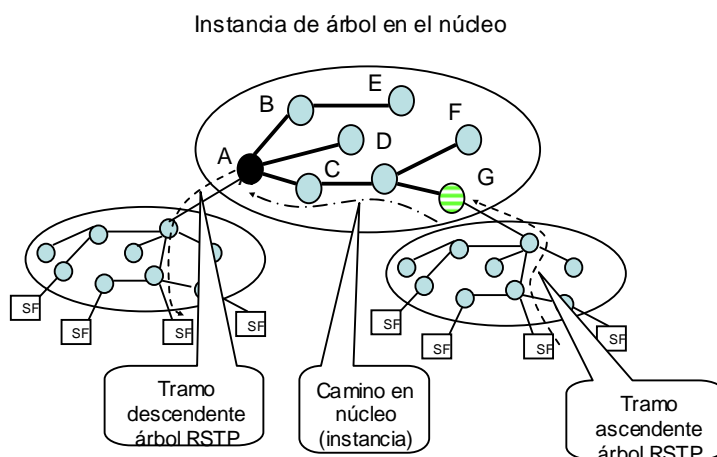 Instancia de árbol en el núcleo
E
B
F
A
D
C
G
SF
SF
SF
SF
SF
SF
SF
SF
Tramo
descendente
árbol RSTP
Camino en
núcleo
(instancia)
Tramo
ascendente
árbol RSTP